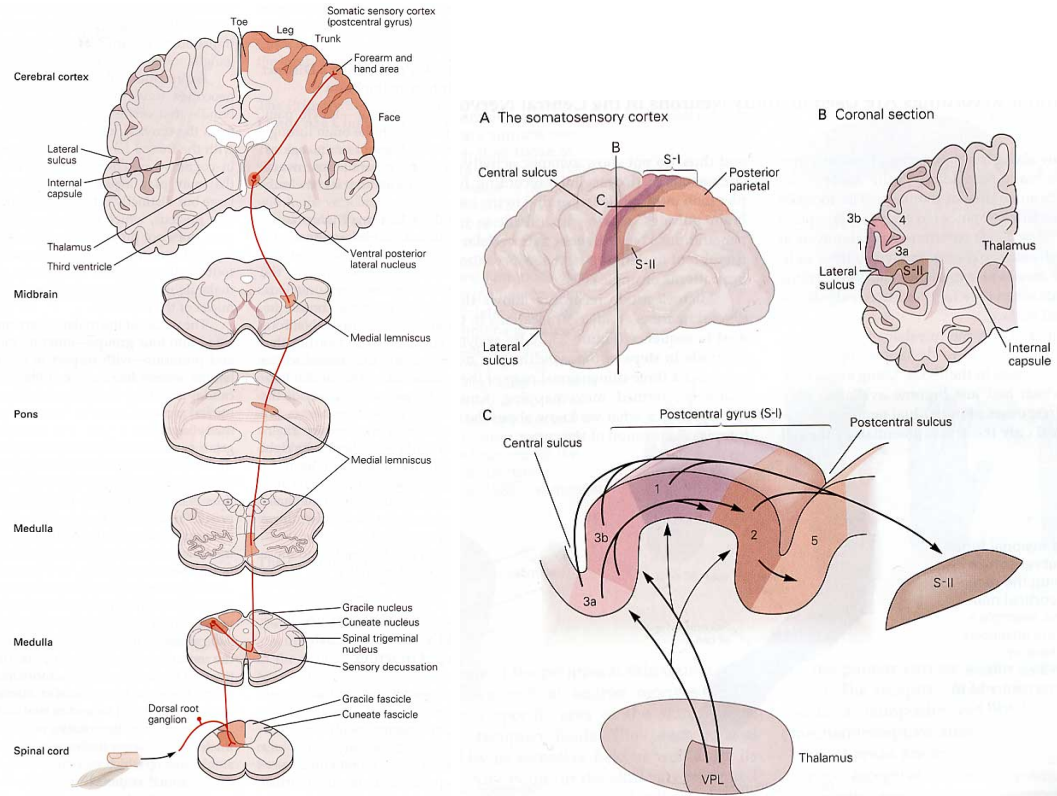 Somatic sensory cortex
(postcentral gyrus)
Toe
Leg
Trunk
Forearm and
hand area
Cerebral cortex
Face
Lateral
sulcus
Internal
capsule
Thalamus
Third ventricle
Ventral posterior
lateral nucleus
Midbrain
Medial lemniscus
Pons
Medial lemniscus
Medulla
Gracile nucleus
Cuneate nucleus
Spinal trigeminal
nucleus
Medulla
Sensory decussation
Gracile fascicle
Cuneate fascicle
Dorsal root
ganglion
Spinal cord
A The somatosensory cortex
B
S-I
Central sulcus
Posterior
parietal
C
S-II
Lateral
sulcus
B Coronal section
4
3b
3a
1
Thalamus
Lateral
sulcus
S-II
Internal
capsule
C
Postcentral gyrus (S-I)
Central sulcus
Postcentral sulcus
1
3b
2
5
3a
S-II
Thalamus
VPL